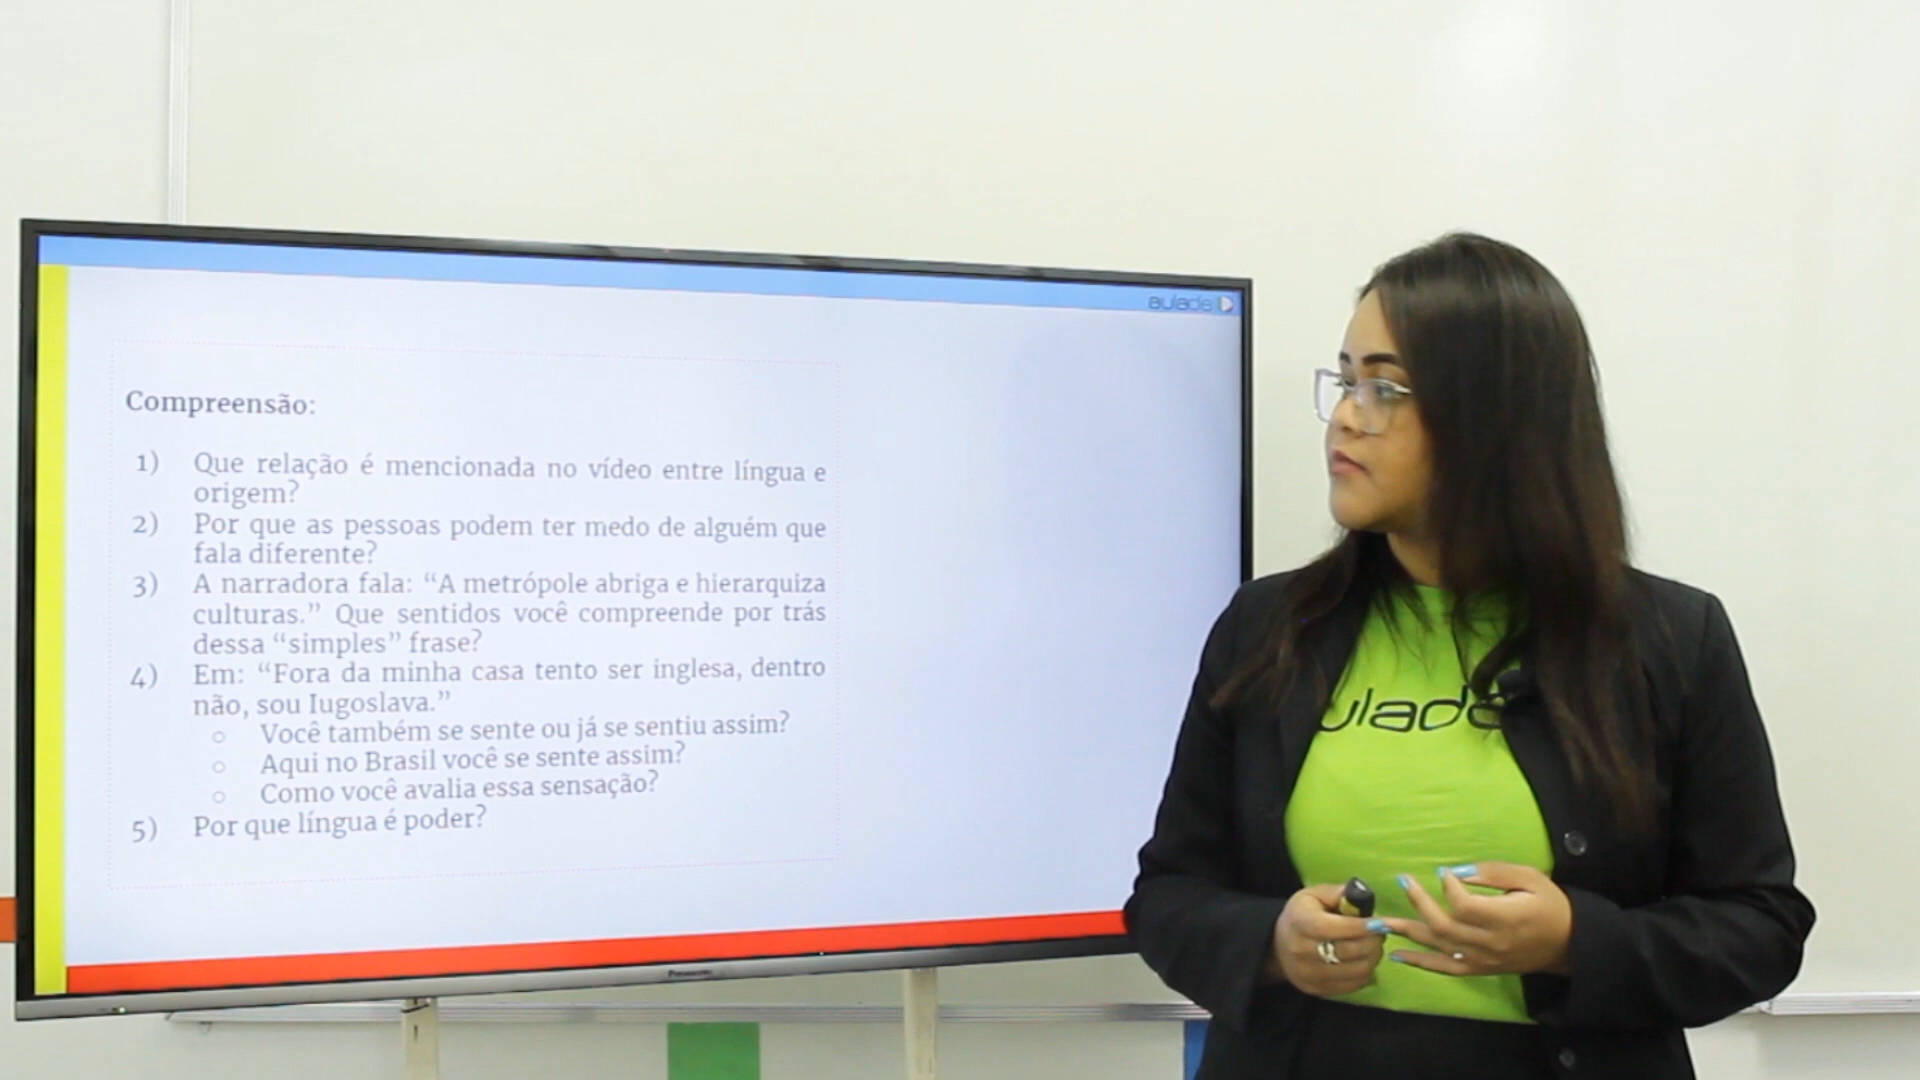 aulade
Compreensão:
1) Que relação é mencionada no vídeo entre língua e
origem?
2) Por que as pessoas podem ter medo de alguém que
fala diferente?
3) A narradora fala: “A metrópole abriga e hierarquiza
culturas.” Que sentidos você compreende por trás
dessa “simples” frase?
4) Em: “Fora da minha casa tento ser inglesa, dentro
não, sou Iugoslava.”
○ Você também se sente ou já se sentiu assim?
○ Aqui no Brasil você se sente assim?
○ Como você avalia essa sensação?
5) Por que língua é poder?
Panasonic
ulade